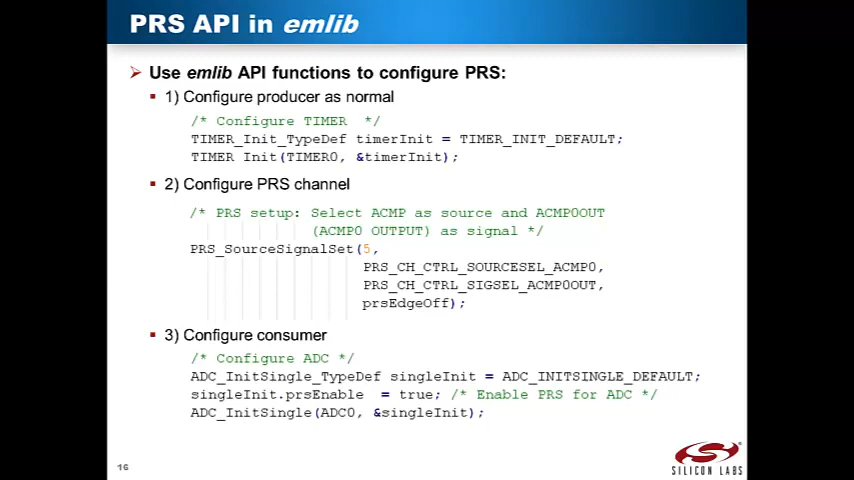 PRS API in emlib
Use emlib API functions to configure PRS:
1) Configure producer as normal
/* Configure TIMER */
TIMER_Init_TypeDef timerInit = TIMER_INIT_DEFAULT;
TIMER_Init(TIMER0, &timerInit);
2) Configure PRS channel
/* PRS setup: Select ACMP as source and ACMP0OUT
(ACMP0 OUTPUT) as signal */
PRS_SourceSignalSet(5,
PRS_CH_CTRL_SOURCESEL_ACMP0,
PRS_CH_CTRL_SIGSEL_ACMP0OUT,
prsEdgeOff);
3) Configure consumer
/* Configure ADC */
ADC_InitSingle_TypeDef singleInit = ADC_INITSINGLE_DEFAULT;
singleInit.prsEnable = true; /* Enable PRS for ADC */
ADC_InitSingle(ADC0, &singleInit);
16
SILICON LABS